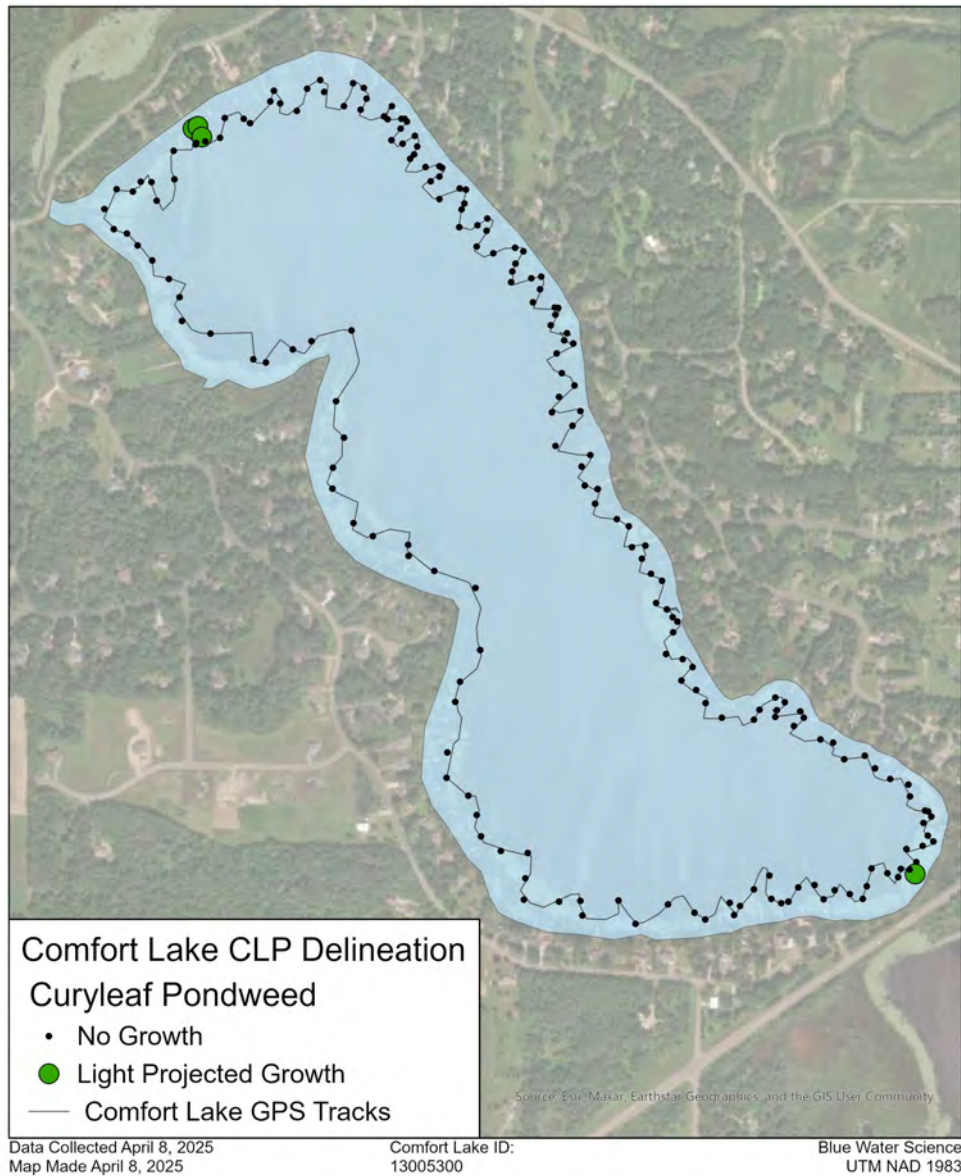 Comfort Lake CLP Delineation
Curyleaf Pondweed
No Growth
Light Projected Growth
Comfort Lake GPS Tracks
Source: Esri, Maxar, Earthstar Geographics, and the GIS User Community
Data Collected April 8, 2025
Map Made April 8, 2025
Comfort Lake ID:
13005300
Blue Water Science
UTM NAD 1983